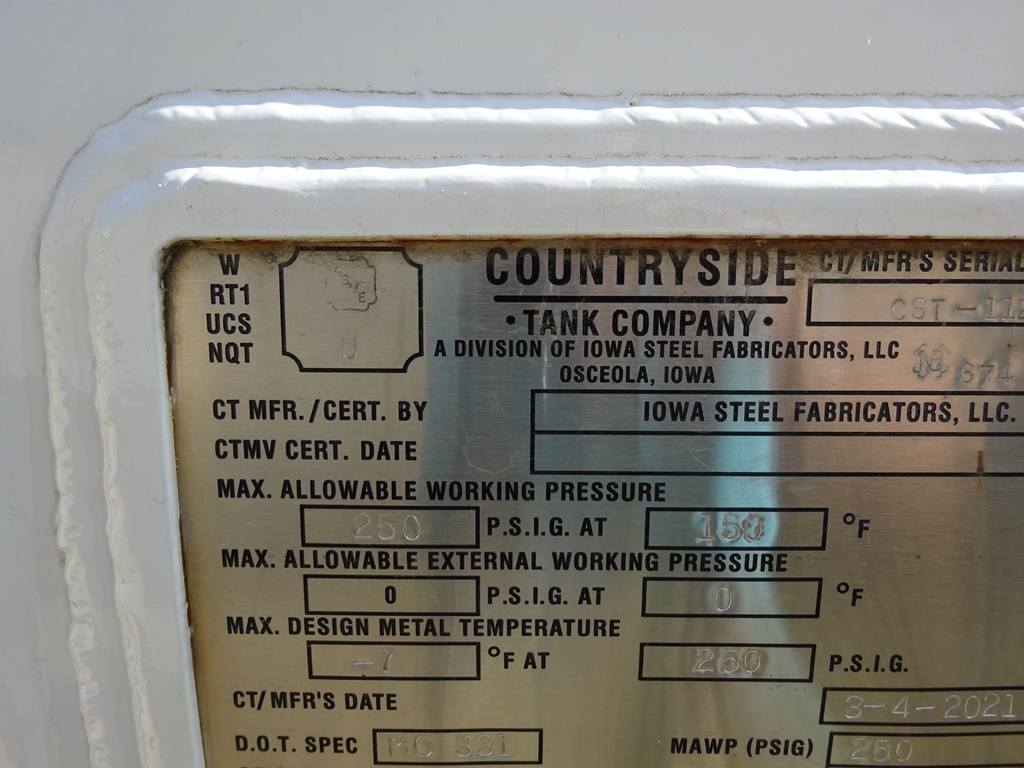 W
RT1
UCS
NQT
U
COUNTRYSIDE
• TANK COMPANY •
A DIVISION OF IOWA STEEL FABRICATORS, LLC
OSCEOLA, IOWA
CT/MFR'S SERIAL
CST-112
674
CT MFR./CERT. BY IOWA STEEL FABRICATORS, LLC.
CTMV CERT. DATE
MAX. ALLOWABLE WORKING PRESSURE
250 P.S.I.G. AT 150 °F
MAX. ALLOWABLE EXTERNAL WORKING PRESSURE
0 P.S.I.G. AT 0 °F
MAX. DESIGN METAL TEMPERATURE
-7 °F AT 250 P.S.I.G.
CT/MFR'S DATE 3-4-2021
D.O.T. SPEC MC 331 MAWP (PSIG) 250